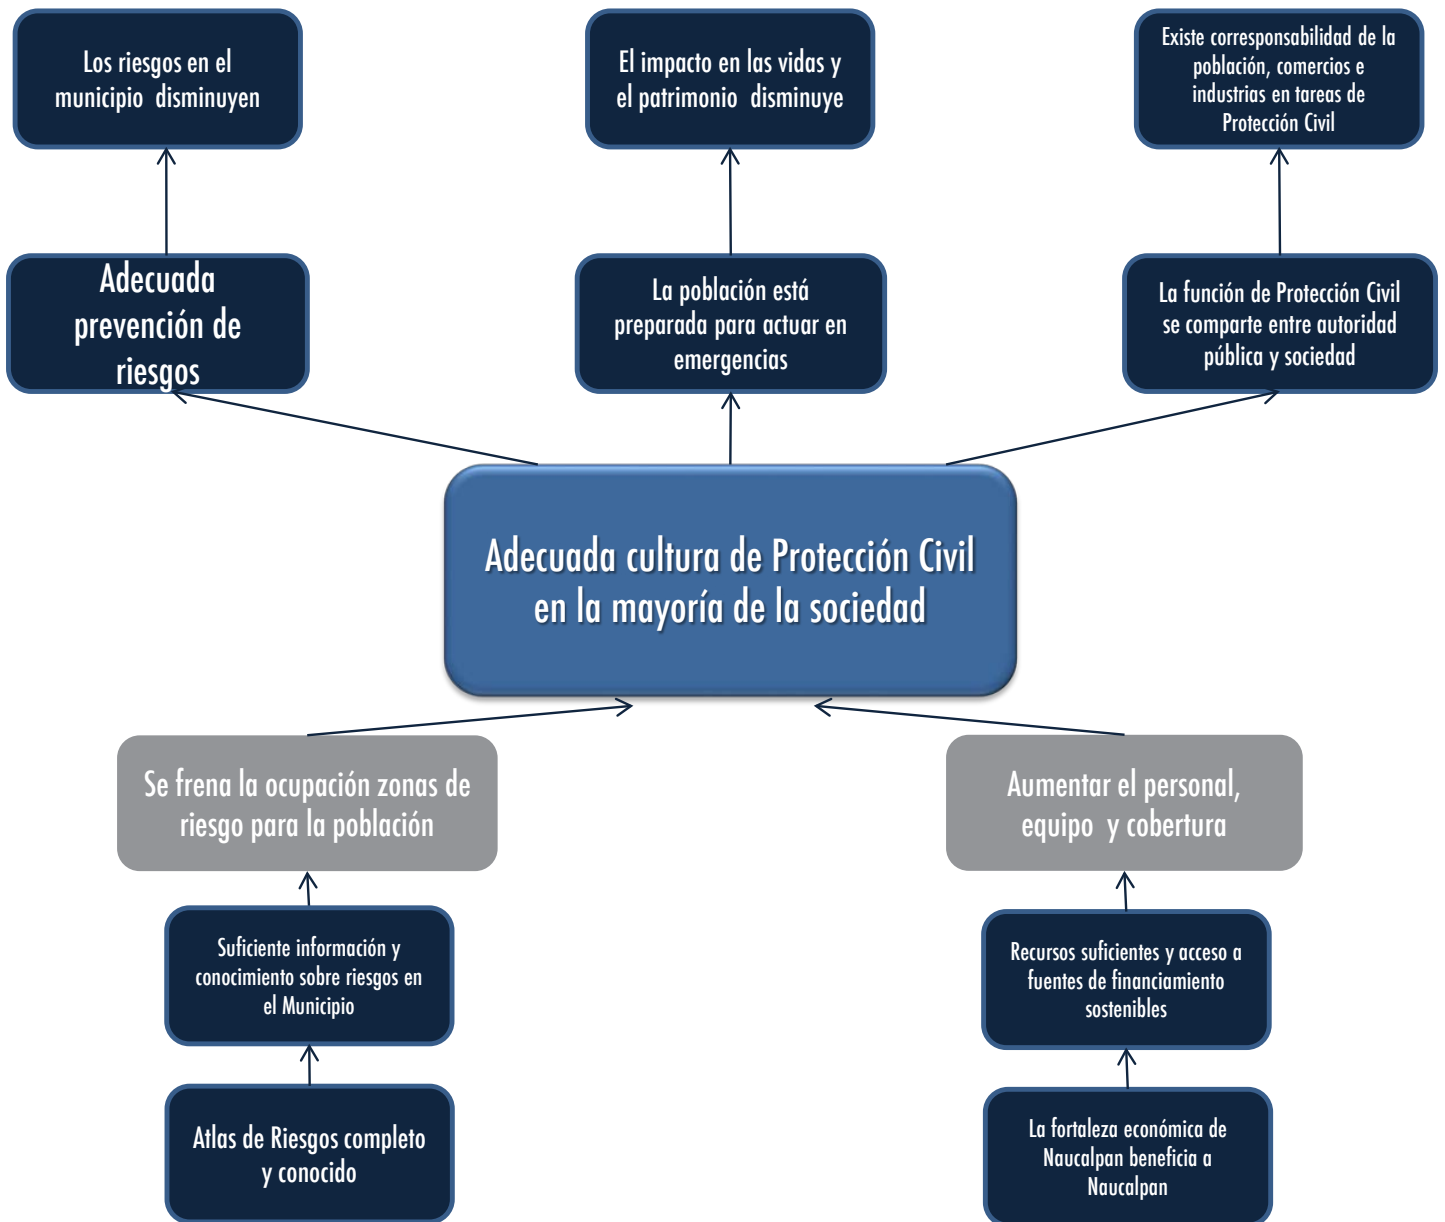 Los riesgos en el
municipio disminuyen
El impacto en las vidas y
el patrimonio disminuye
Existe corresponsabilidad de la
población, comercios e
industrias en tareas de
Protección Civil
Adecuada
prevención de
riesgos
La población está
preparada para actuar en
emergencias
La función de Protección Civil
se comparte entre autoridad
pública y sociedad
Adecuada cultura de Protección Civil
en la mayoría de la sociedad
Se frena la ocupación zonas de
riesgo para la población
Aumentar el personal,
equipo y cobertura
Suficiente información y
conocimiento sobre riesgos en
el Municipio
Recursos suficientes y acceso a
fuentes de financiamiento
sostenibles
Atlas de Riesgos completo
y conocido
La fortaleza económica de
Naucalpan beneficia a
Naucalpan